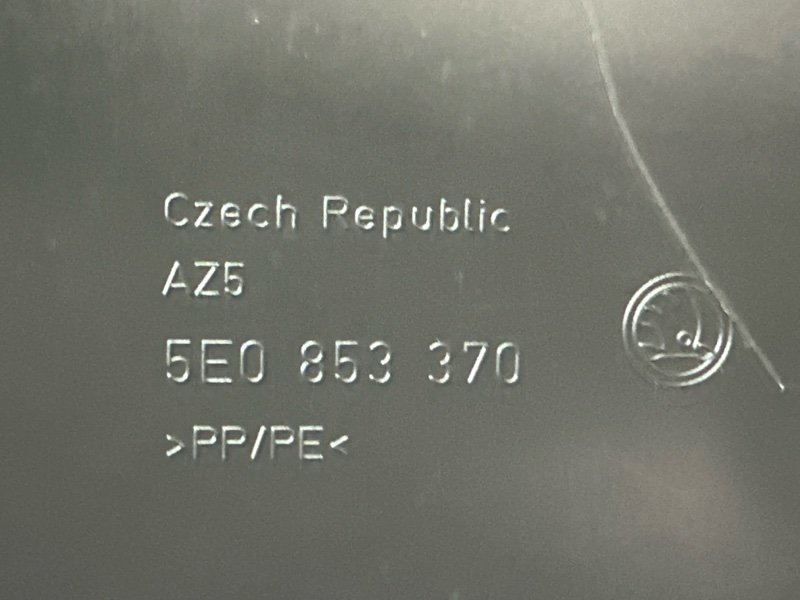 Czech Republic
AZ5
5E0 853 370
>PP/PE<